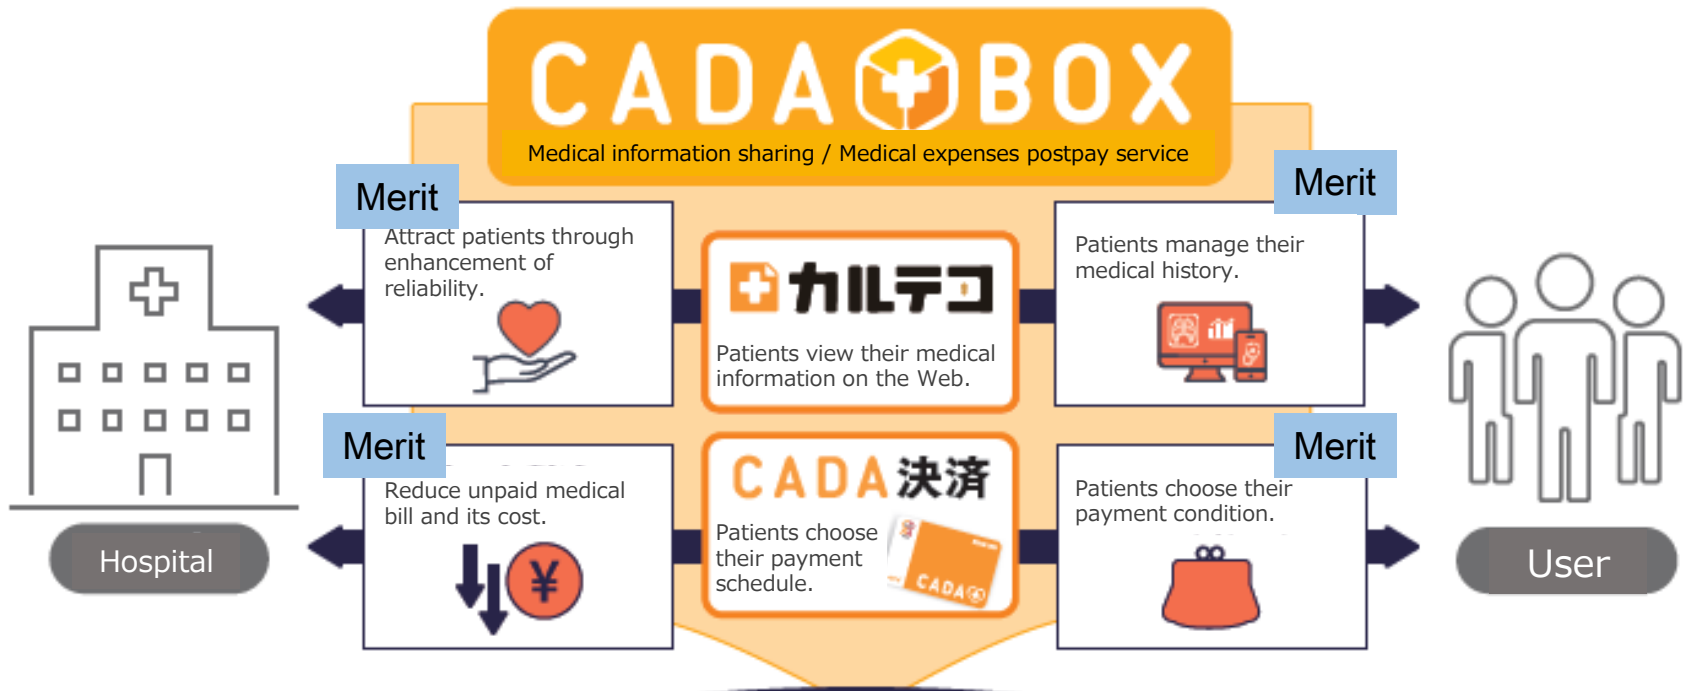 CADA BOX
Medical information sharing / Medical expenses postpay service
Merit
Attract patients through
enhancement of
reliability.
カルテコ
Patients view their medical
information on the Web.
Merit
Patients manage their
medical history.
Merit
Reduce unpaid medical
bill and its cost.
¥
CADA決済
Patients choose
their payment
schedule.
CADA
Merit
Patients choose their
payment condition.
Hospital
User